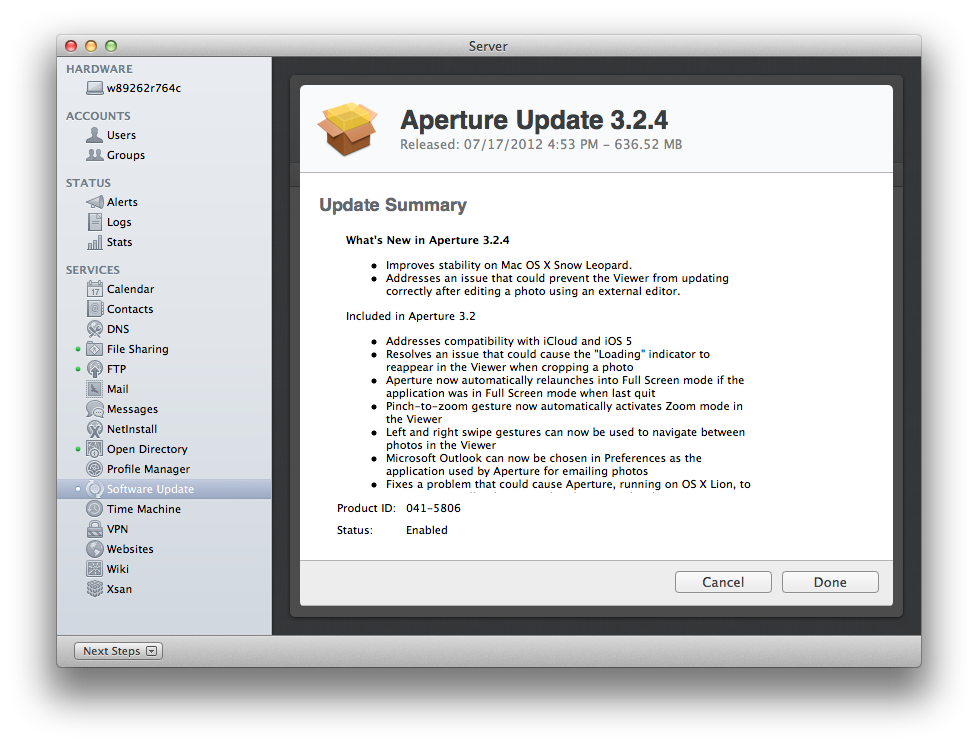 Server
HARDWARE
w89262r764c
ACCOUNTS
Users
Groups
STATUS
Alerts
Logs
Stats
SERVICES
17
Calendar
Contacts
DNS
File Sharing
FTP
Mail
Messages
NetInstall
Open Directory
Profile Manager
Software Update
Time Machine
VPN
Websites
Wiki
Xsan
Next Steps
Aperture Update 3.2.4
Released: 07/17/2012 4:53 PM – 636.52 MB
Update Summary
What's New in Aperture 3.2.4
• Improves stability on Mac OS X Snow Leopard.
• Addresses an issue that could prevent the Viewer from updating
correctly after editing a photo using an external editor.
Included in Aperture 3.2
• Addresses compatibility with iCloud and iOS 5
• Resolves an issue that could cause the "Loading" indicator to
reappear in the Viewer when cropping a photo
• Aperture now automatically relaunches into Full Screen mode if the
application was in Full Screen mode when last quit
• Pinch-to-zoom gesture now automatically activates Zoom mode in
the Viewer
• Left and right swipe gestures can now be used to navigate between
photos in the Viewer
• Microsoft Outlook can now be chosen in Preferences as the
application used by Aperture for emailing photos
• Fixes a problem that could cause Aperture, running on OS X Lion, to
Product ID: 041-5806
Status: Enabled
Cancel
Done